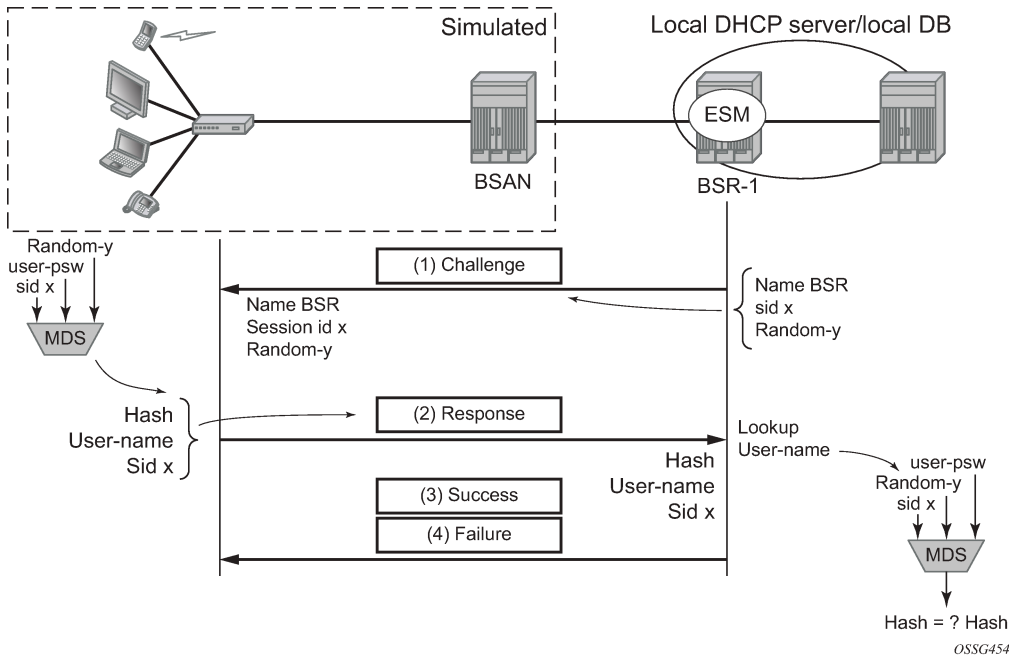 Simulated
Local DHCP server/local DB
ESM
BSAN
BSR-1
Random-y
user-psw
sid x
MDS
(1) Challenge
Name BSR
Session id x
Random-y
Name BSR
sid x
Random-y
Hash
User-name
Sid x
(2) Response
Hash
User-name
Sid x
Lookup
User-name
user-psw
Random-y
sid x
MDS
Hash = ? Hash
(3) Success
(4) Failure
OSSG454